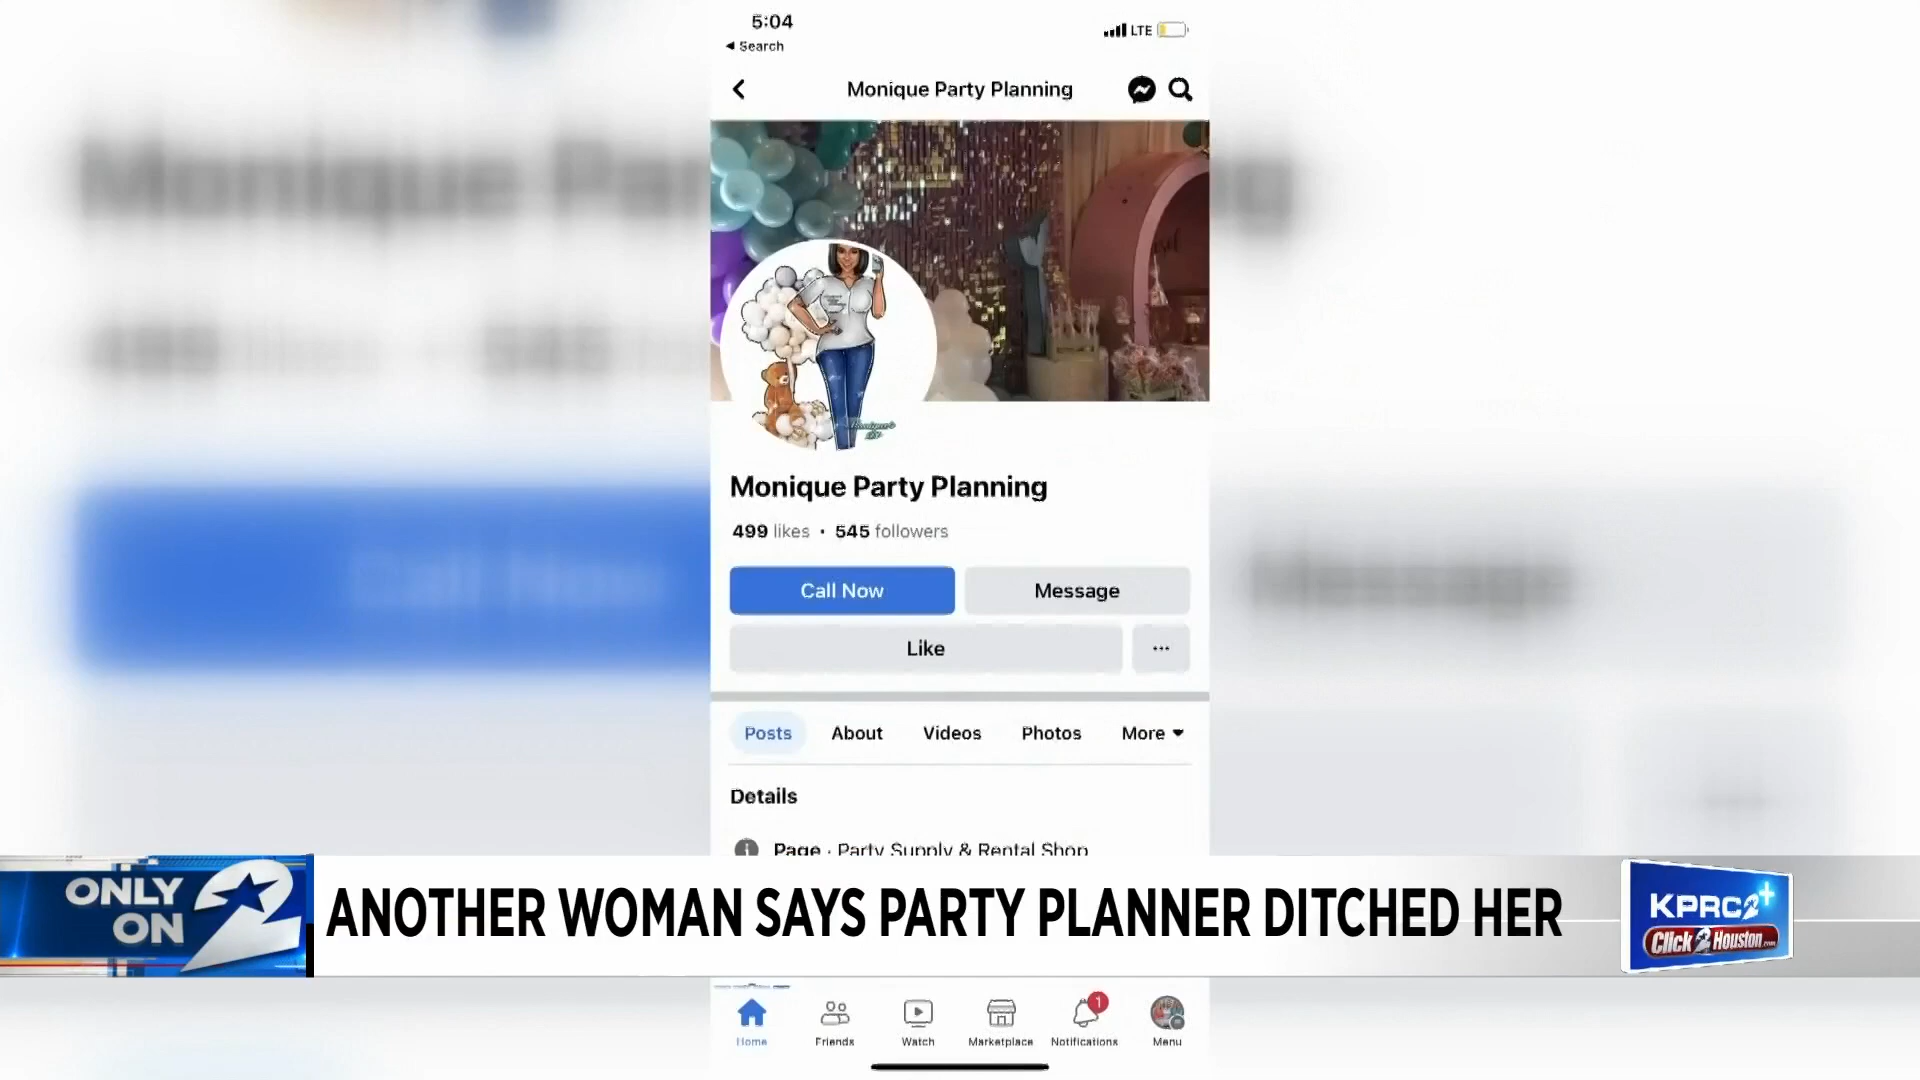 5:04
LTE
◄ Search
Monique Party Planning
Monique Party Planning
499 likes • 545 followers
Call Now
Message
Like
...
Posts
About
Videos
Photos
More
Details
Page · Party Supply & Rental Shop
ONLY ON 2
ANOTHER WOMAN SAYS PARTY PLANNER DITCHED HER
KPRC2+
Click2Houston.com
1
Home
Friends
Watch
Marketplace
Notifications
Menu